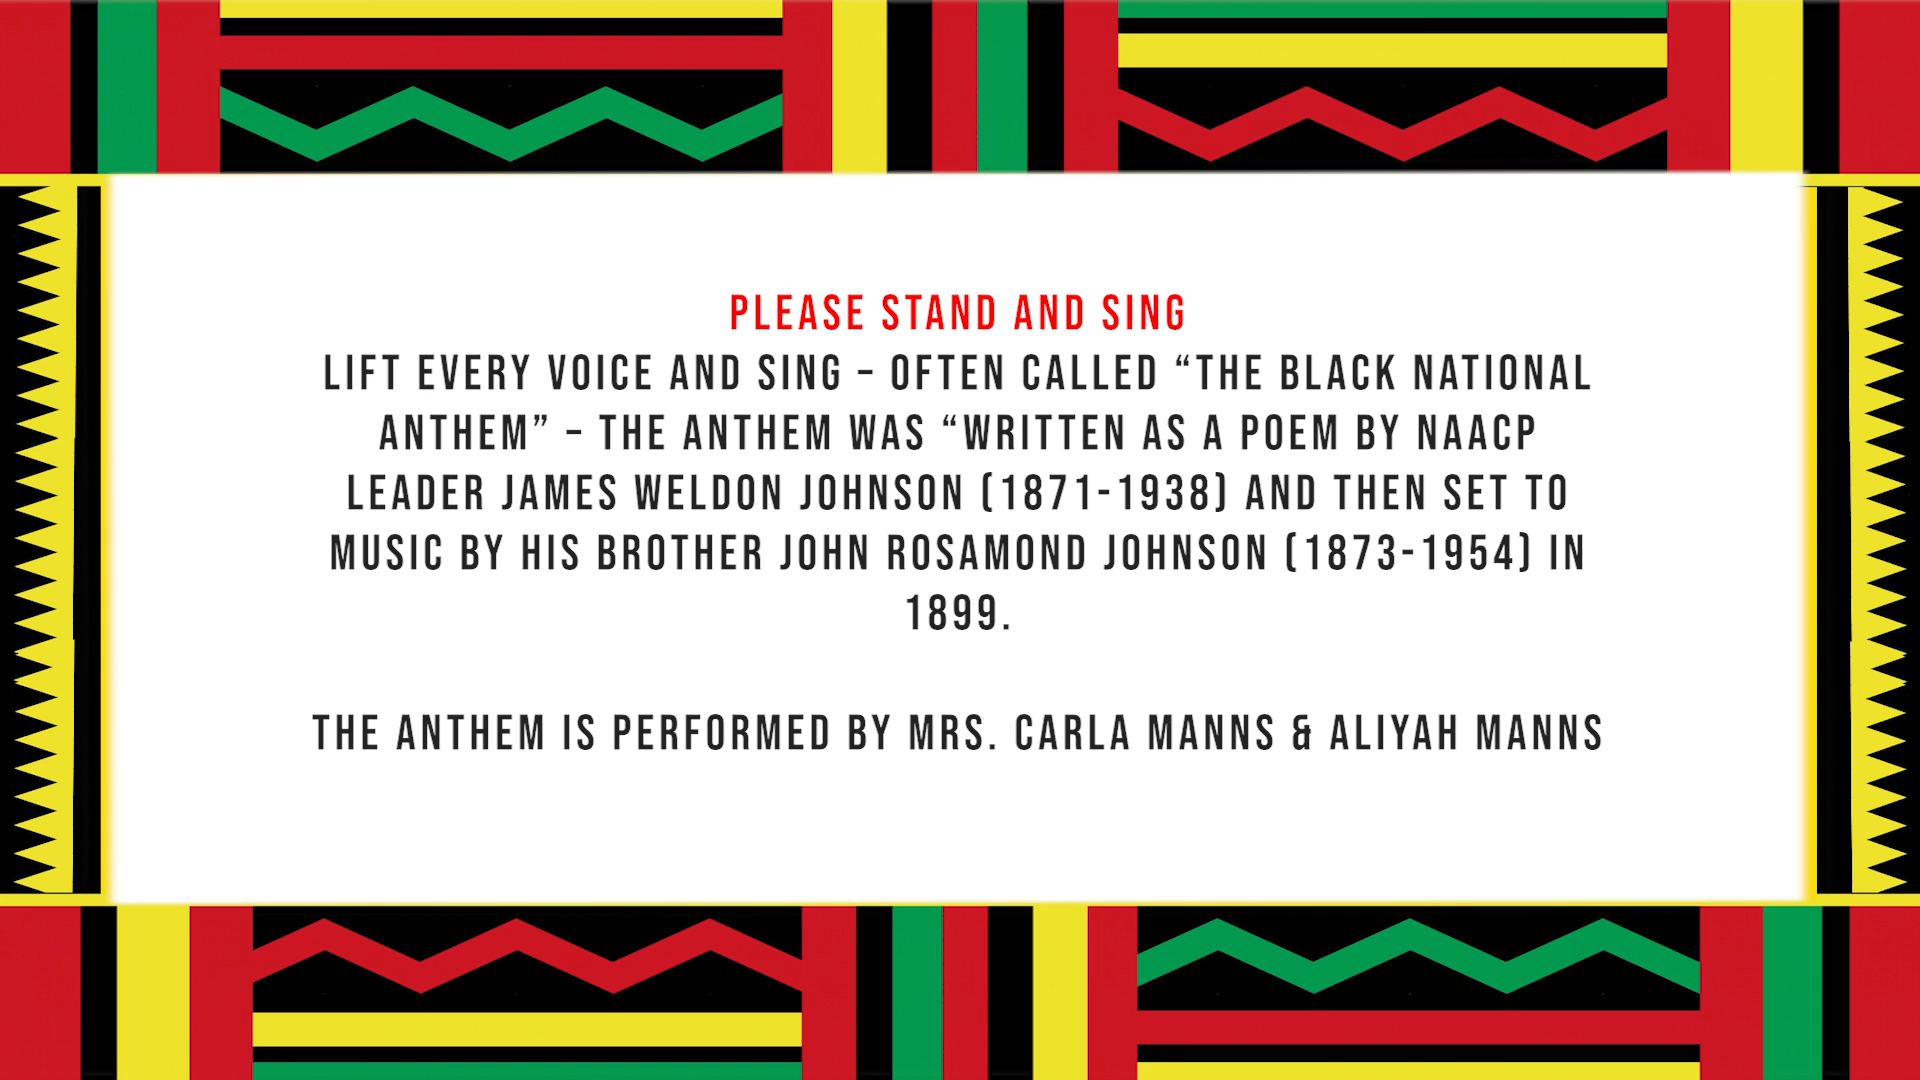 PLEASE STAND AND SING
LIFT EVERY VOICE AND SING – OFTEN CALLED “THE BLACK NATIONAL
ANTHEM” – THE ANTHEM WAS “WRITTEN AS A POEM BY NAACP
LEADER JAMES WELDON JOHNSON (1871-1938) AND THEN SET TO
MUSIC BY HIS BROTHER JOHN ROSAMOND JOHNSON (1873-1954) IN
1899.
THE ANTHEM IS PERFORMED BY MRS. CARLA MANNS & ALIYAH MANNS